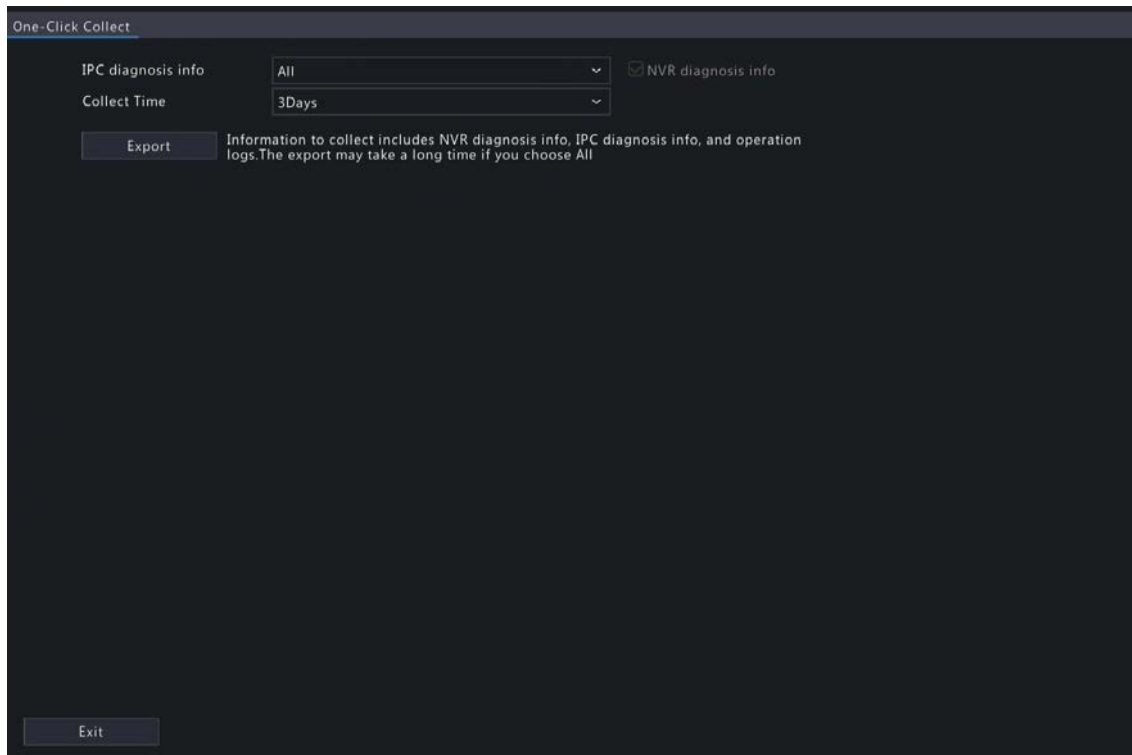 One-Click Collect
IPC diagnosis info
All
NVR diagnosis info
Collect Time
3Days
Export
Information to collect includes NVR diagnosis info, IPC diagnosis info, and operation
logs.The export may take a long time if you choose All
Exit